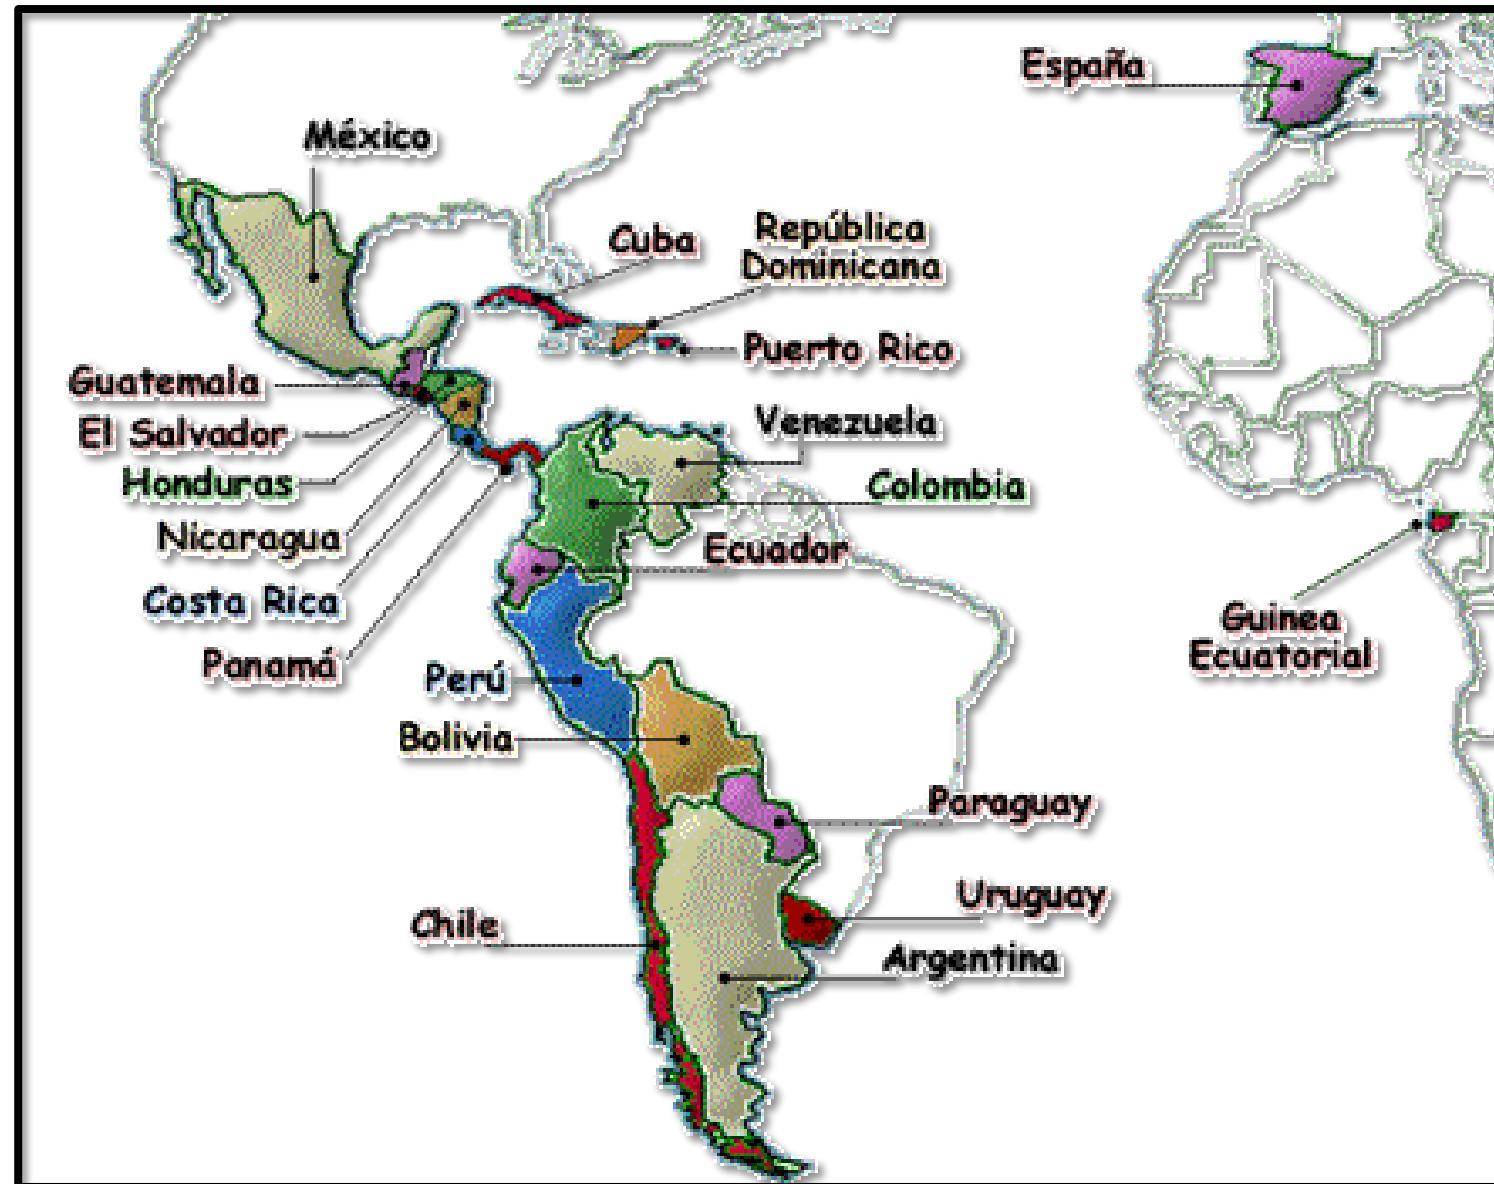 España
México
Cuba
República
Dominicana
Puerto Rico
Guatemala
El Salvador
Honduras
Nicaragua
Costa Rica
Panamá
Venezuela
Colombia
Ecuador
Perú
Bolivia
Guinea
Ecuatorial
Paraguay
Uruguay
Chile
Argentina